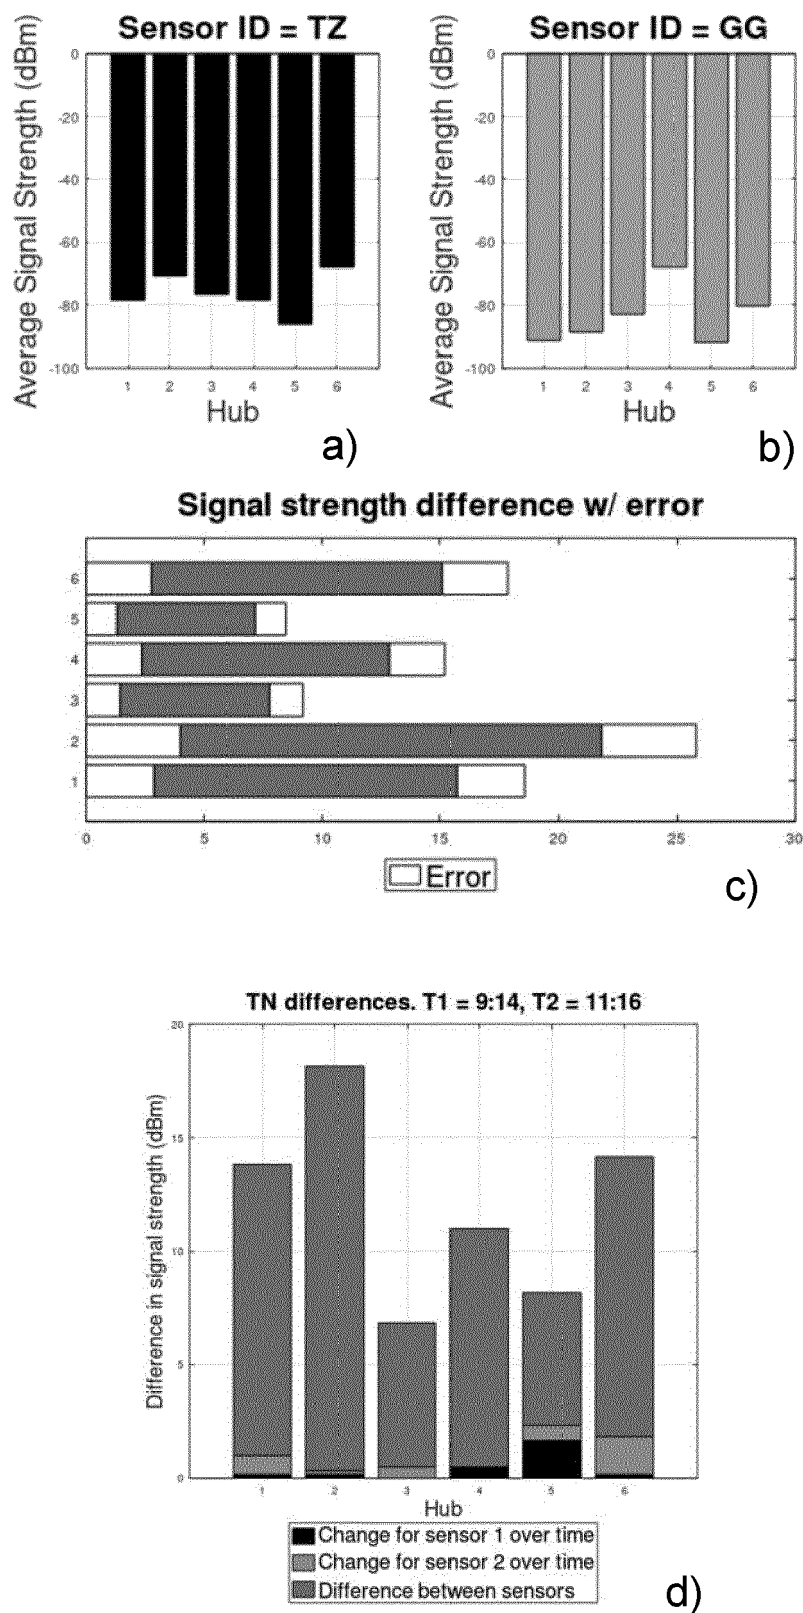 Sensor ID = TZ
Average Signal Strength (dBm)
0
-20
-40
-60
-80
-100
1 2 3 4 5 6
Hub
a)
Sensor ID = GG
Average Signal Strength (dBm)
0
-20
-40
-60
-80
-100
1 2 3 4 5 6
Hub
b)
Signal strength difference w/ error
6
5
4
3
2
1
0 5 10 15 20 25 30
Error
c)
TN differences. T1 = 9:14, T2 = 11:16
Difference in signal strength (dBm)
20
15
10
5
0
1 2 3 4 5 6
Hub
Change for sensor 1 over time
Change for sensor 2 over time
Difference between sensors
d)